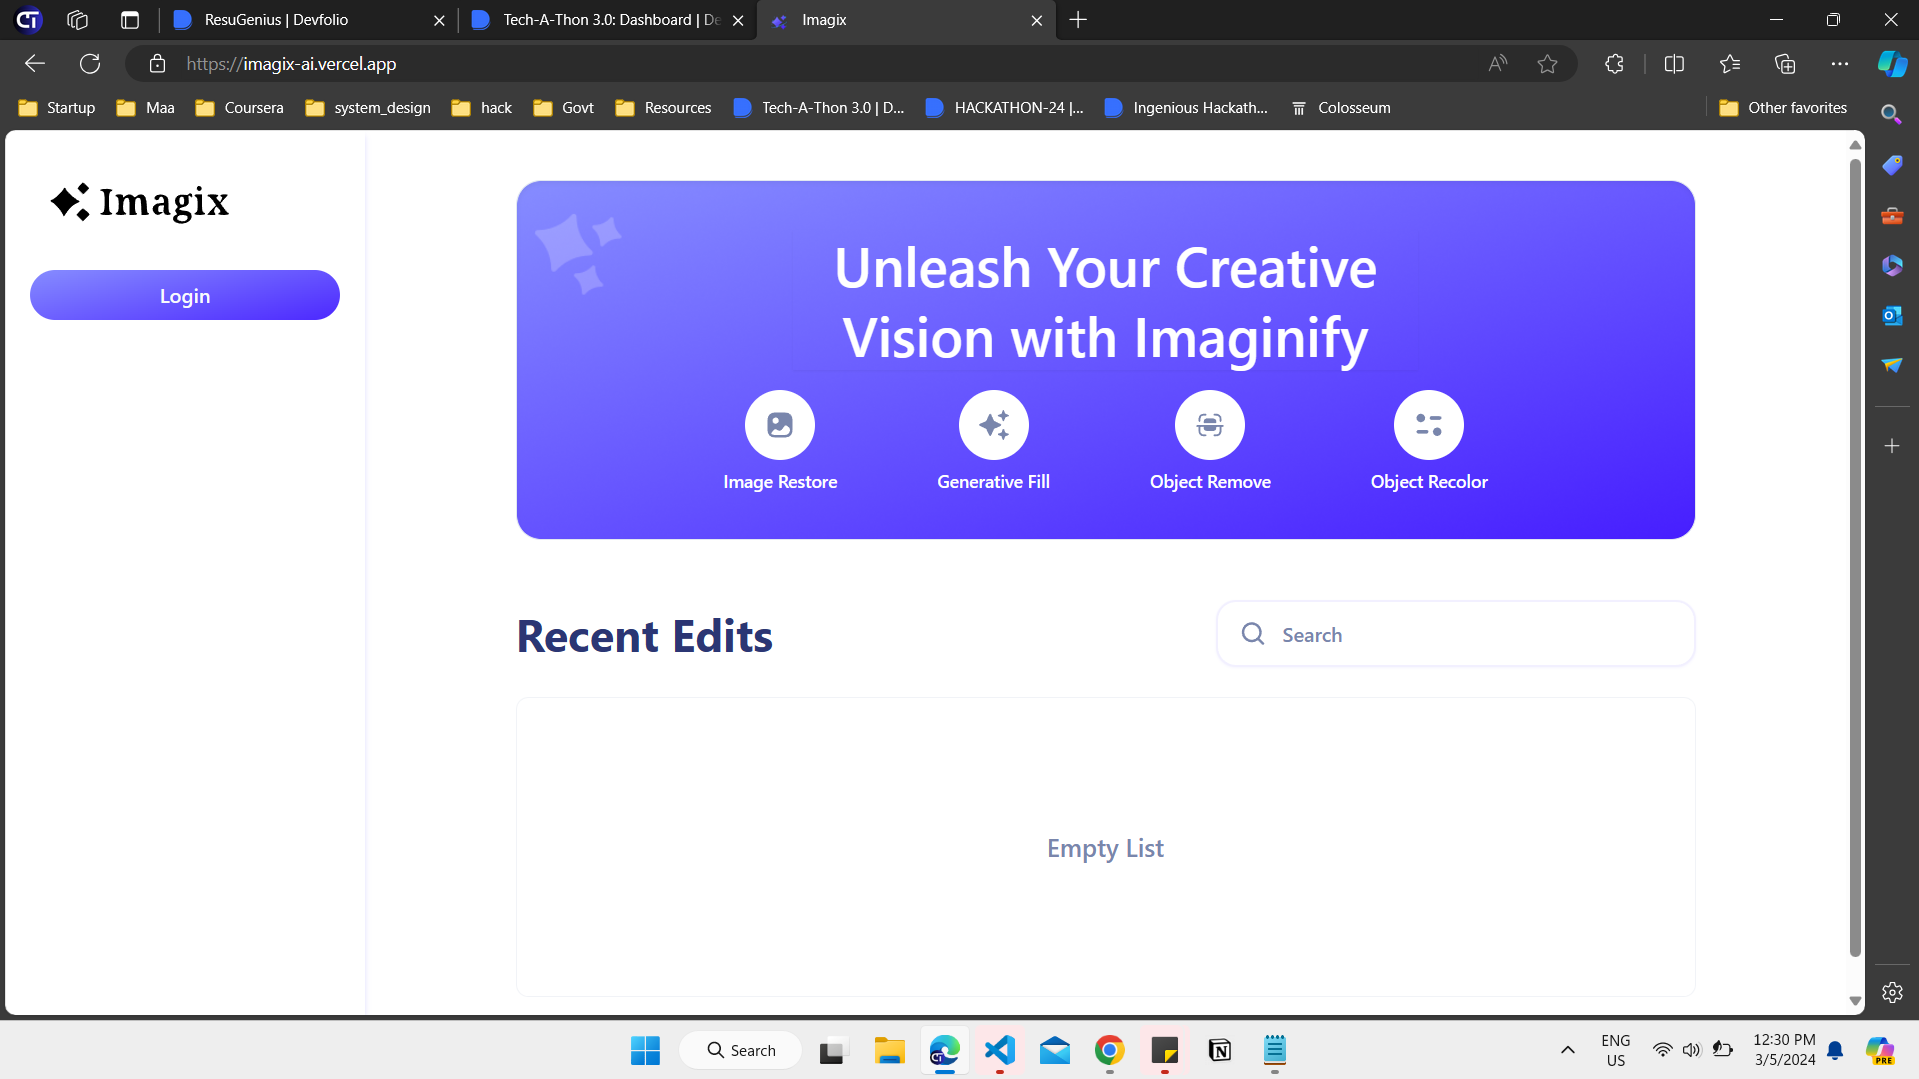 ResuGenius | Devfolio
Tech-A-Thon 3.0: Dashboard | De
Imagix
https://imagix-ai.vercel.app
Startup
Maa
Coursera
system_design
hack
Govt
Resources
Tech-A-Thon 3.0 | D...
HACKATHON-24 |...
Ingenious Hackath...
Colosseum
Other favorites
Imagix
Login
Unleash Your Creative
Vision with Imaginify
Image Restore
Generative Fill
Object Remove
Object Recolor
Recent Edits
Search
Empty List
Search
ENG
US
12:30 PM
3/5/2024
PRE